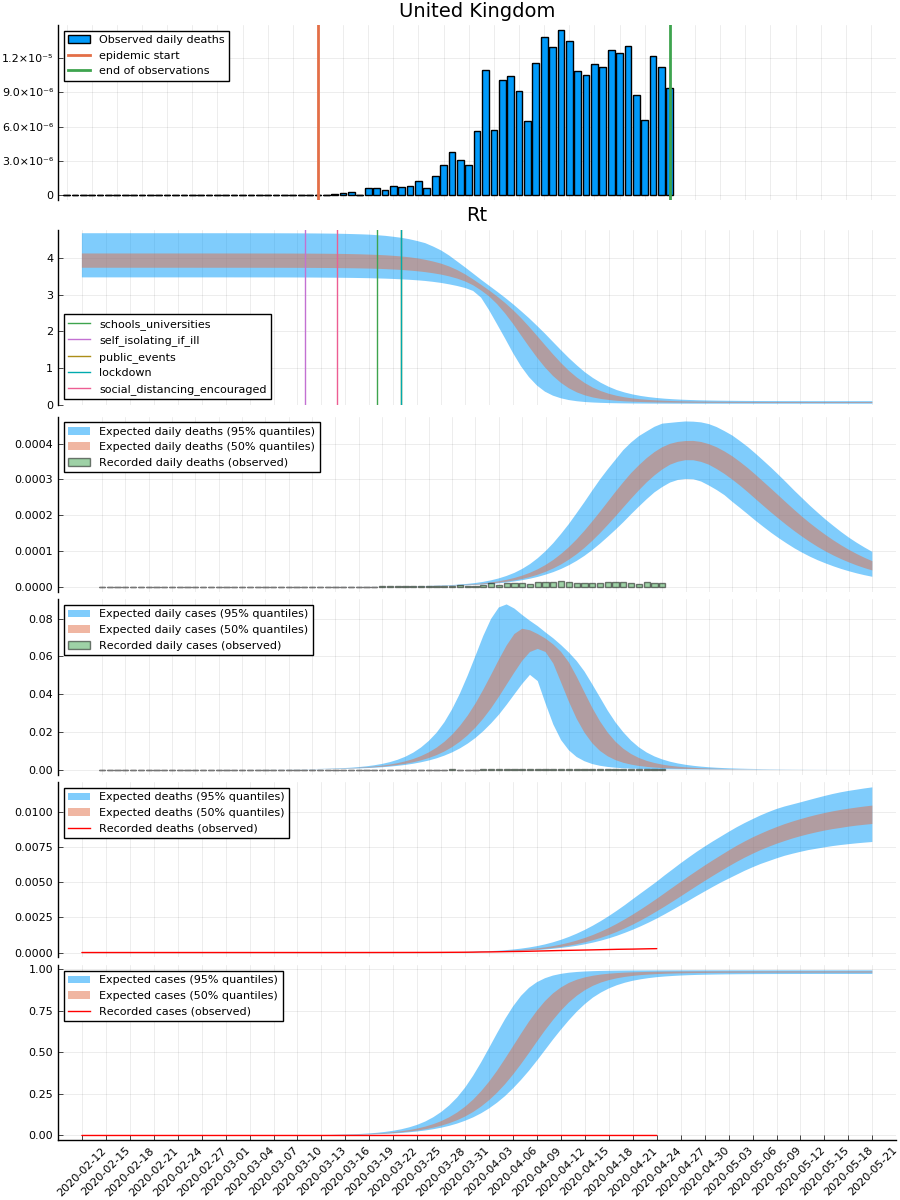 United Kingdom
Observed daily deaths
epidemic start
end of observations
1.2×10⁻⁵
9.0×10⁻⁶
6.0×10⁻⁶
3.0×10⁻⁶
0
Rt
4
3
2
1
0
schools_universities
self_isolating_if_ill
public_events
lockdown
social_distancing_encouraged
Expected daily deaths (95% quantiles)
Expected daily deaths (50% quantiles)
Recorded daily deaths (observed)
0.0004
0.0003
0.0002
0.0001
0.0000
Expected daily cases (95% quantiles)
Expected daily cases (50% quantiles)
Recorded daily cases (observed)
0.08
0.06
0.04
0.02
0.00
Expected deaths (95% quantiles)
Expected deaths (50% quantiles)
Recorded deaths (observed)
0.0100
0.0075
0.0050
0.0025
0.0000
Expected cases (95% quantiles)
Expected cases (50% quantiles)
Recorded cases (observed)
1.00
0.75
0.50
0.25
0.00
2020-02-12
2020-02-15
2020-02-18
2020-02-21
2020-02-24
2020-02-27
2020-03-01
2020-03-04
2020-03-07
2020-03-10
2020-03-13
2020-03-16
2020-03-19
2020-03-22
2020-03-25
2020-03-28
2020-03-31
2020-04-03
2020-04-06
2020-04-09
2020-04-12
2020-04-15
2020-04-18
2020-04-21
2020-04-24
2020-04-27
2020-04-30
2020-05-03
2020-05-06
2020-05-09
2020-05-12
2020-05-15
2020-05-18
2020-05-21